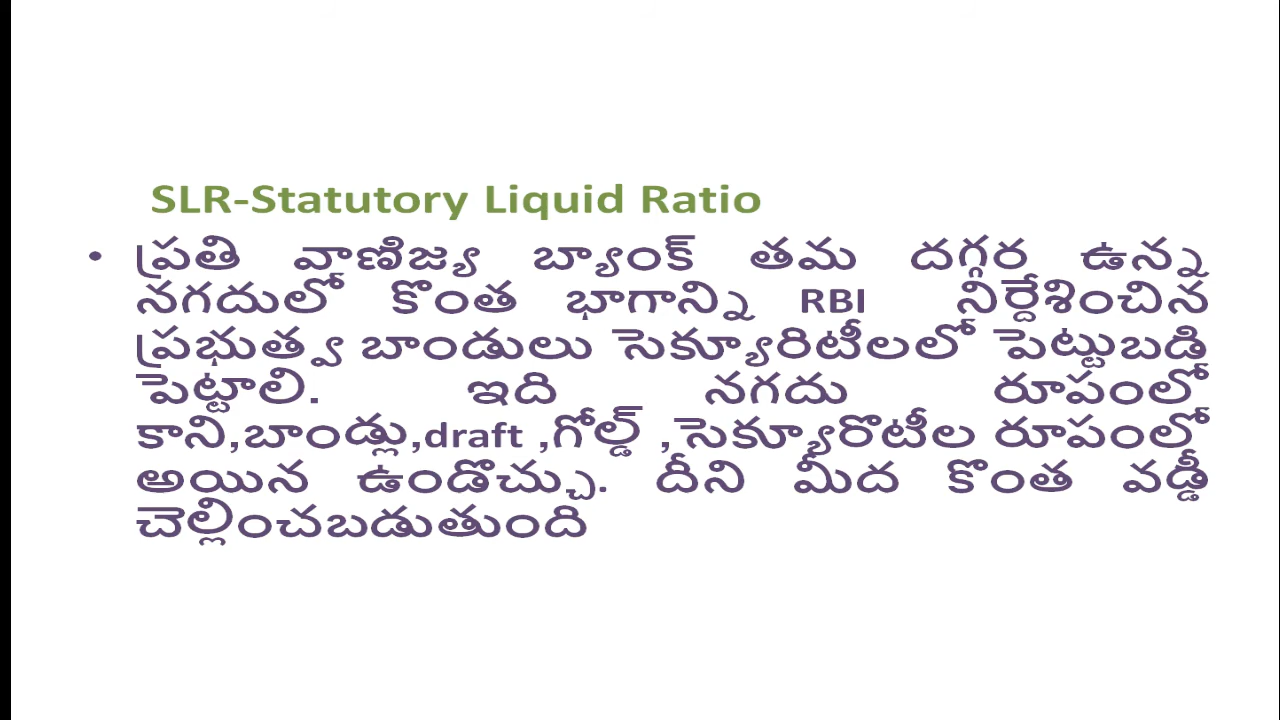 SLR-Statutory Liquid Ratio
• ప్రతి వాణిజ్య బ్యాంక్ తమ దగ్గర ఉన్న
నగదులో కొంత భాగాన్ని RBI నిర్దేశించిన
ప్రభుత్వ బాండులు సెక్యూరిటీలలో పెట్టుబడి
పెట్టాలి. ఇది నగదు రూపంలో
కాని,బాండ్లు,draft ,గోల్డ్ ,సెక్యూరొటీల రూపంలో
అయిన ఉండొచ్చు. దీని మీద కొంత వడ్డీ
చెల్లించబడుతుంది